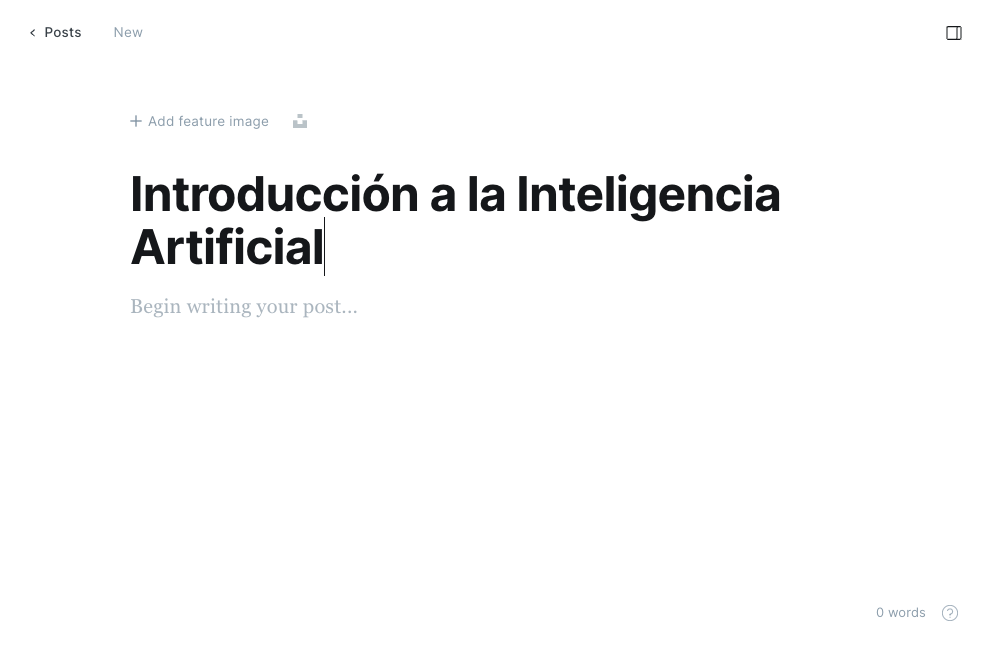 Posts New
Add feature image
Introducción a la Inteligencia
Artificial
Begin writing your post...
0 words ?